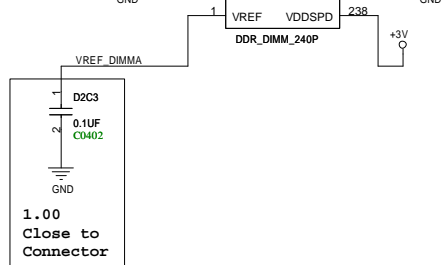 GND
GND
1
VREF
VDDSPD
238
DDR_DIMM_240P
+3V
VREF_DIMMA
1
D2C3
0.1UF
2
C0402
GND
1.00
Close to
Connector